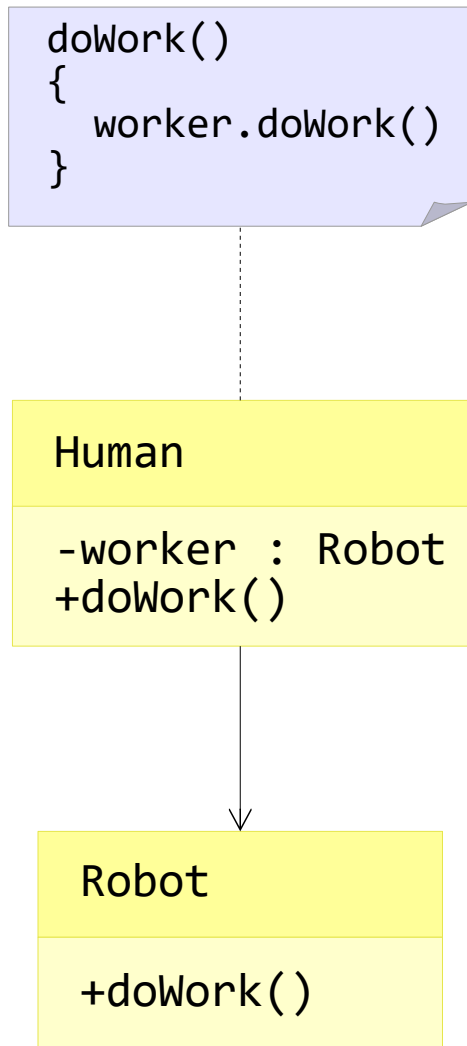 doWork()
{
  worker.doWork()
}
Human
-worker : Robot
+doWork()
Robot
+doWork()